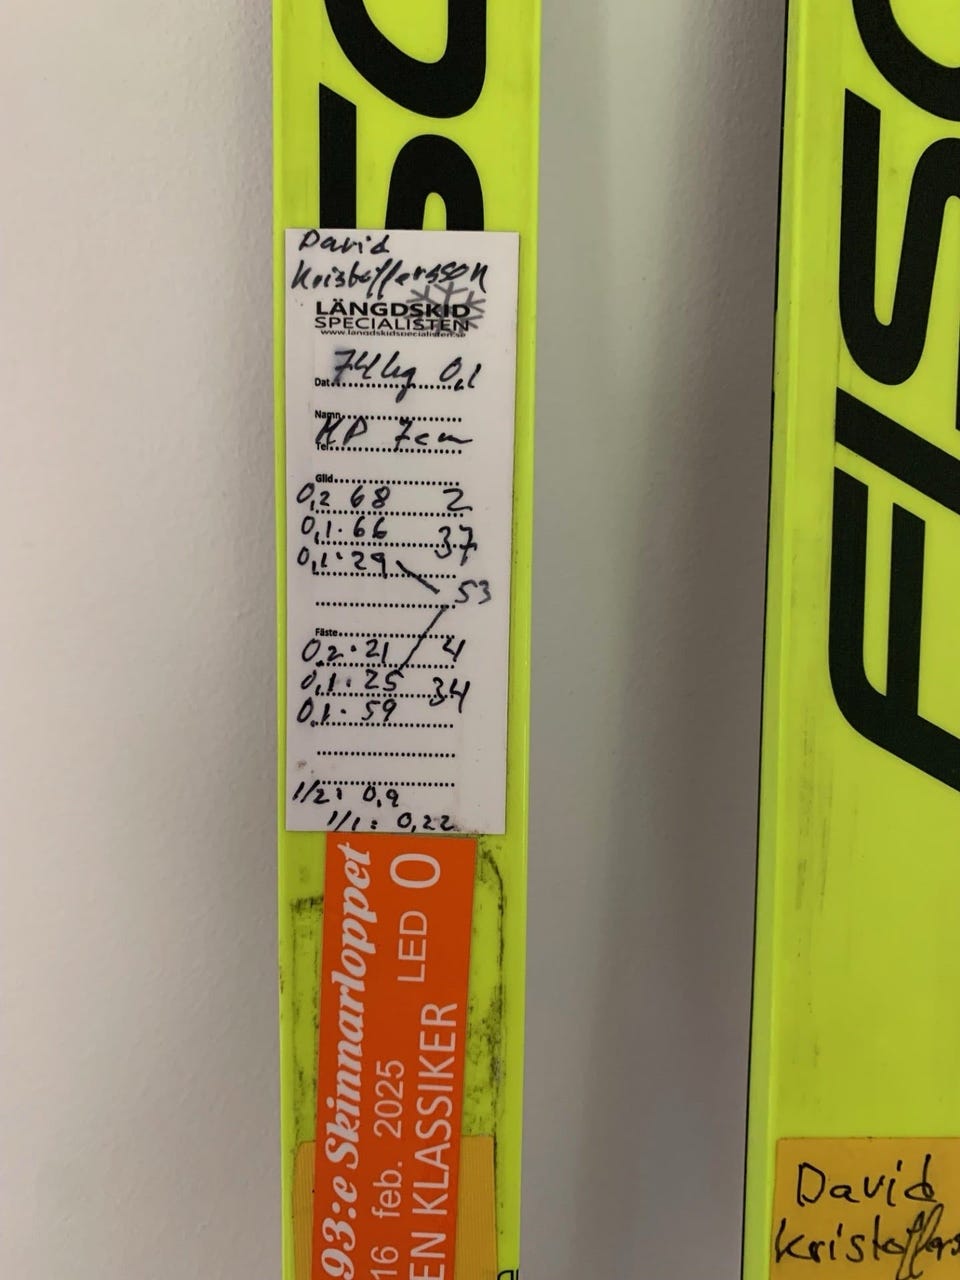 David
Kristoffersson
LÄNGDSKID
SPECIALISTEN
www.langdskidspecialisten.se
Dat. 74 kg 0,1
Namn
Tel. HP 7cm
Glid
0,2 68 2
0,1 · 66 37
0,1 · 29
53
Fäste
0,2 · 21 4
0,1 · 25 34
0,1 · 59
1/2: 0,9
1/1: 0,22
93:e Skinnarloppet
16 feb. 2025 LED 0
EN KLASSIKER
FIS
David
Kristoffers